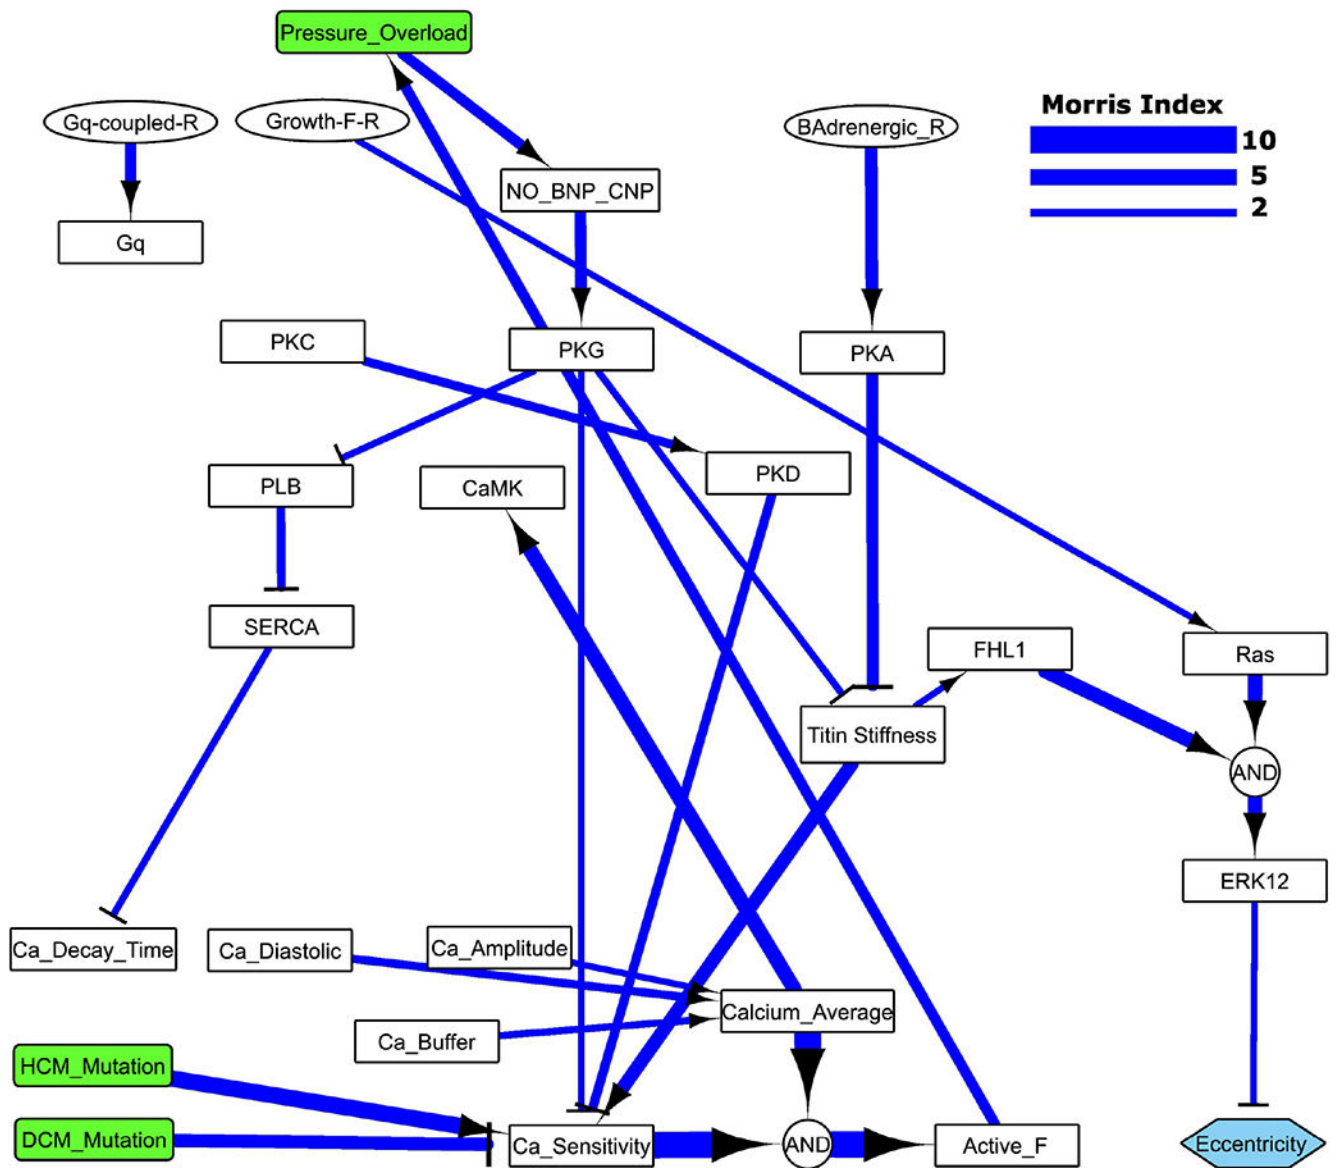 Pressure_Overload
Morris Index
10
5
2
Gq-coupled-R
Growth-F-R
BAdrenergic_R
NO_BNP_CNP
Gq
PKC
PKG
PKA
PLB
CaMK
PKD
SERCA
FHL1
Ras
Titin Stiffness
AND
ERK12
Ca_Decay_Time
Ca_Diastolic
Ca_Amplitude
Calcium_Average
Ca_Buffer
HCM_Mutation
DCM_Mutation
Ca_Sensitivity
AND
Active_F
Eccentricity